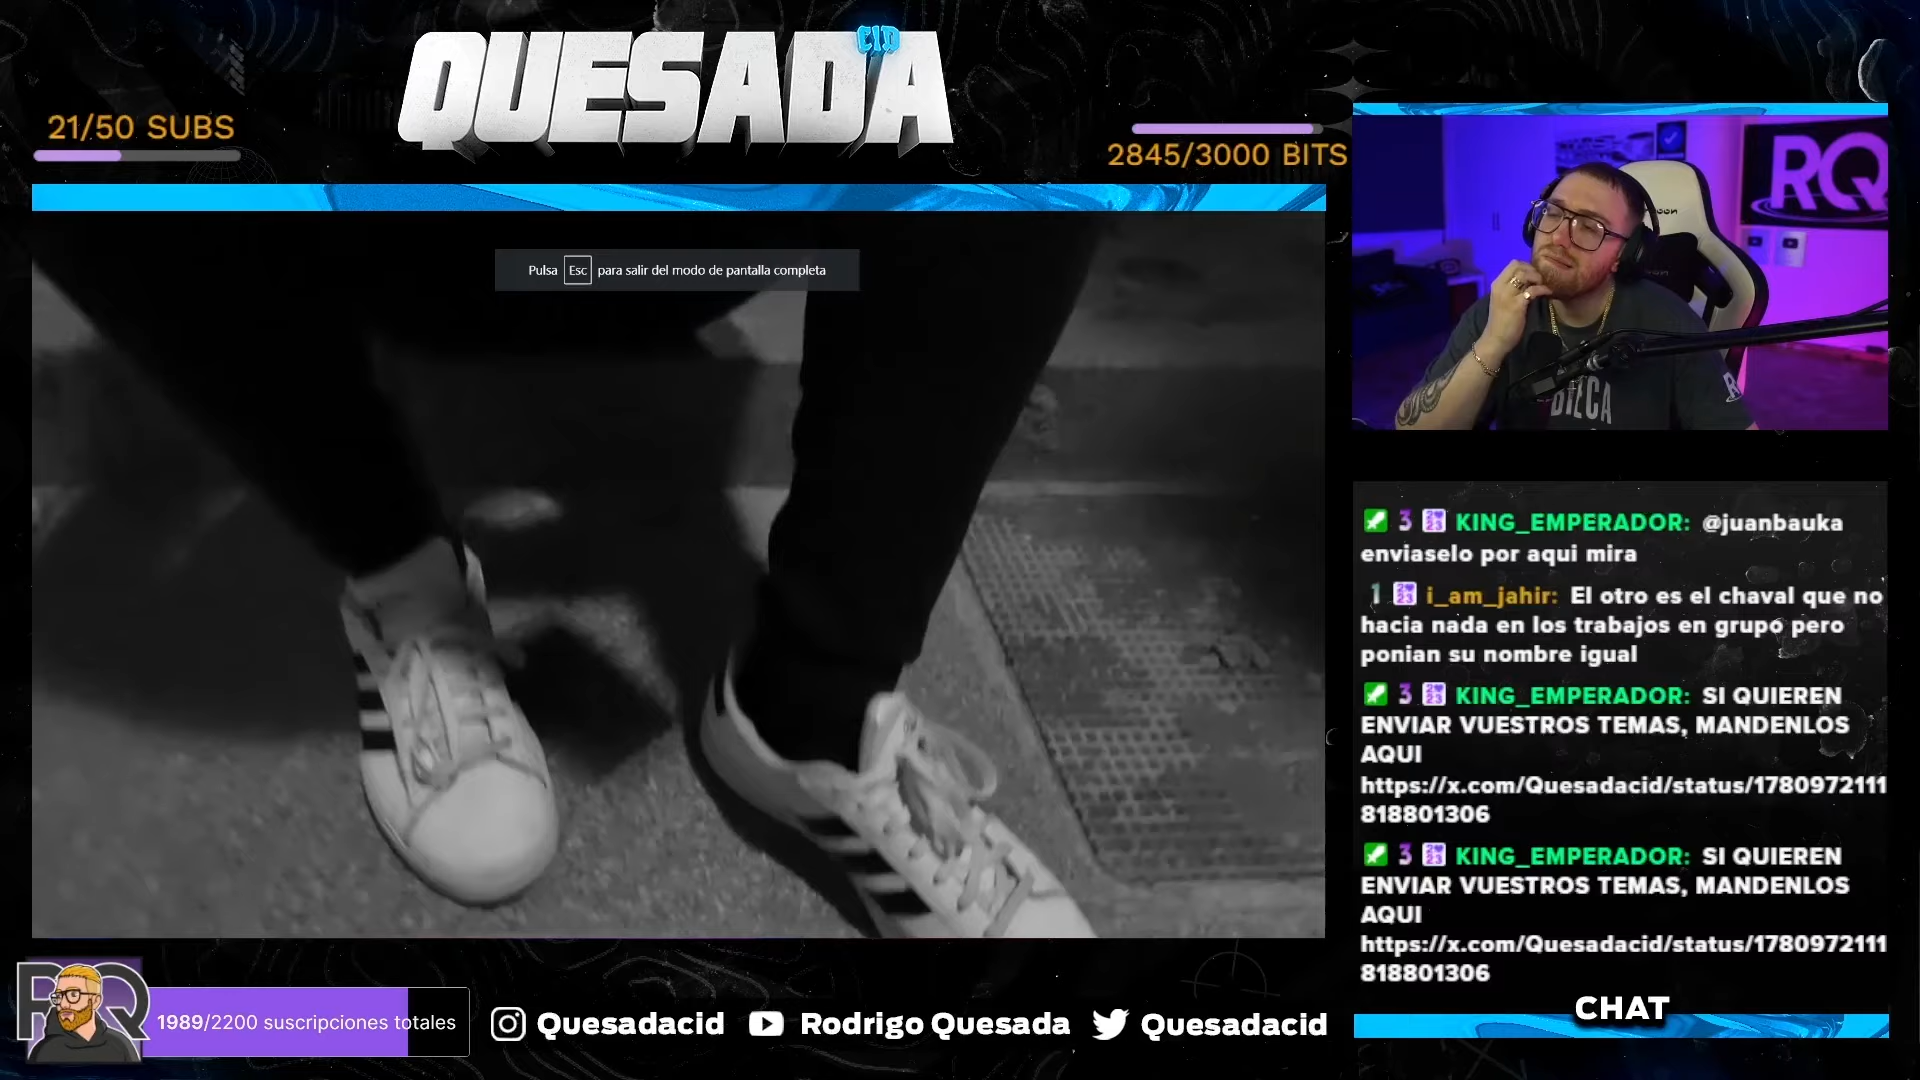 QUESADA
CID
21/50 SUBS
2845/3000 BITS
RQ
Pulsa Esc para salir del modo de pantalla completa
KING_EMPERADOR: @juanbauka
enviaselo por aqui mira
1 i_am_jahir: El otro es el chaval que no
hacia nada en los trabajos en grupo pero
ponian su nombre igual
3 KING_EMPERADOR: SI QUIEREN
ENVIAR VUESTROS TEMAS, MANDENLOS
AQUI
https://x.com/Quesadacid/status/1780972111
818801306
3 KING_EMPERADOR: SI QUIEREN
ENVIAR VUESTROS TEMAS, MANDENLOS
AQUI
https://x.com/Quesadacid/status/1780972111
818801306
CHAT
RQ
1989/2200 suscripciones totales
Quesadacid
Rodrigo Quesada
Quesadacid